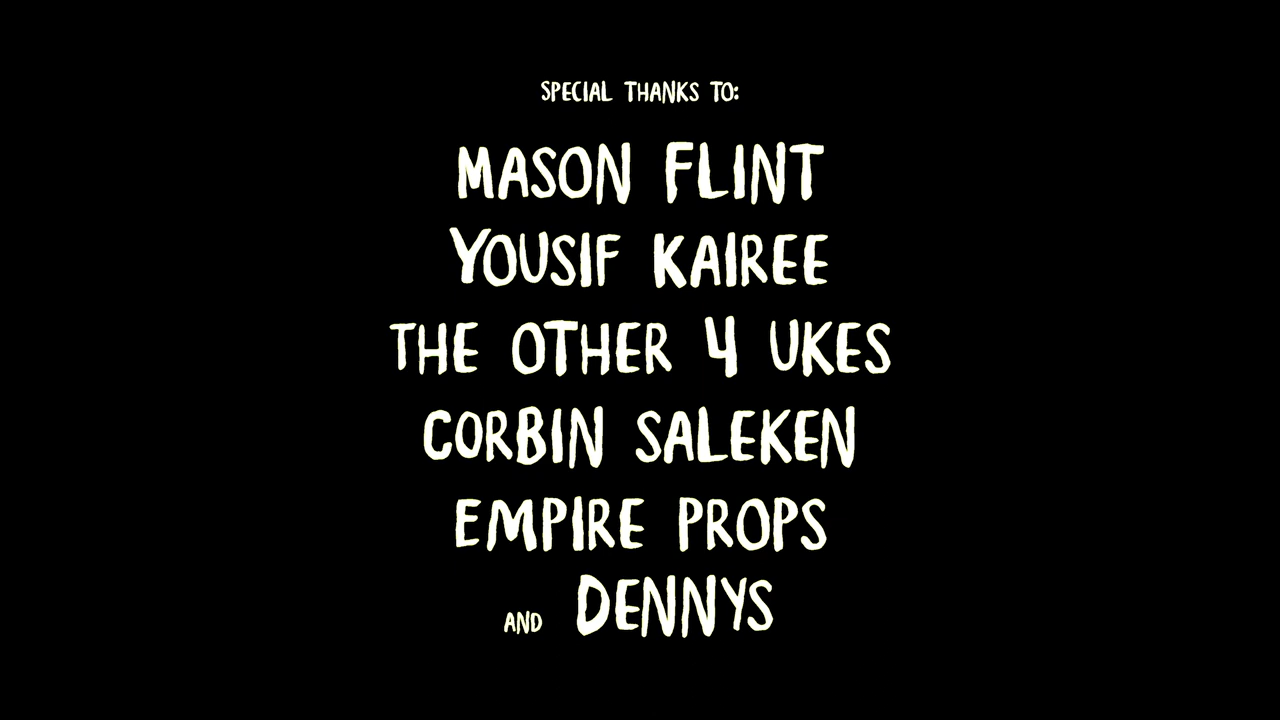 SPECIAL THANKS TO:
MASON FLINT
YOUSIF KAIREE
THE OTHER 4 UKES
CORBIN SALEKEN
EMPIRE PROPS
AND DENNYS